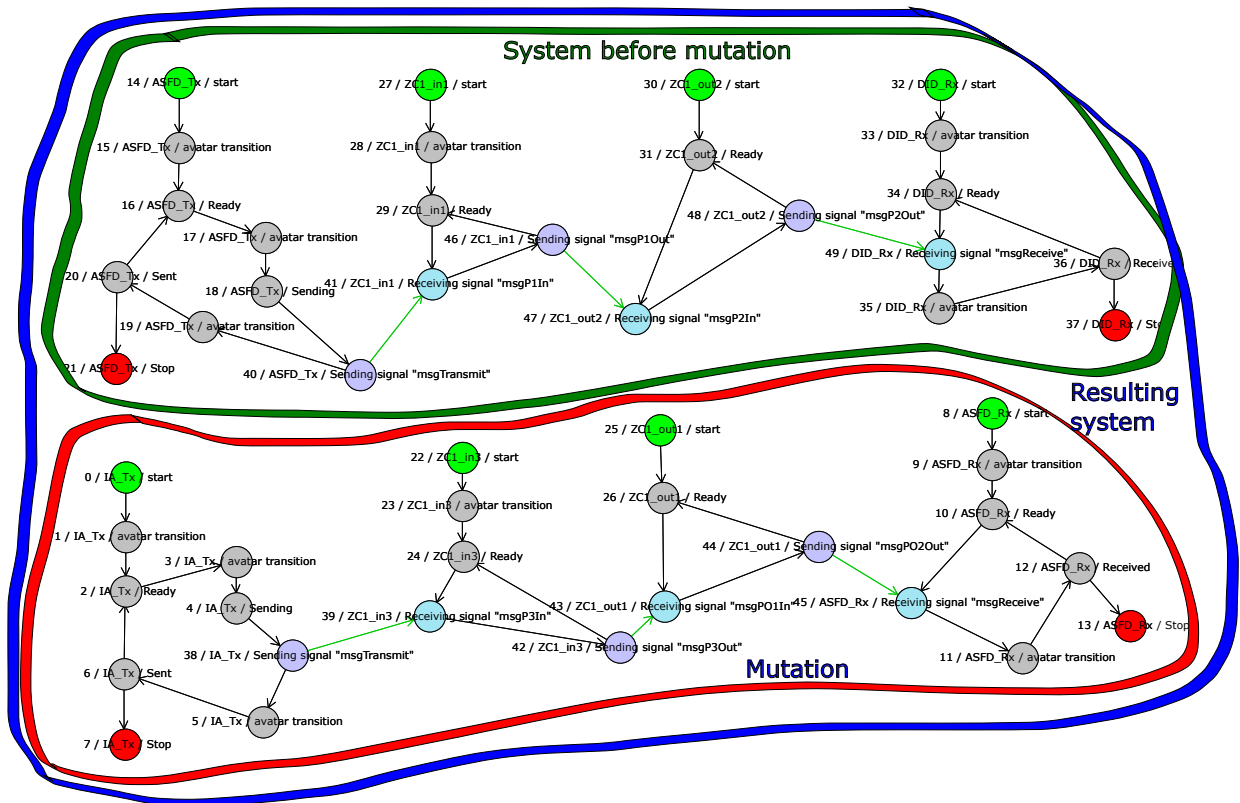 System before mutation
14 / ASFD_Tx / start
27 / ZC1_in1 / start
30 / ZC1_out2 / start
32 / DID_Rx / start
15 / ASFD_Tx / avatar transition
28 / ZC1_in1 / avatar transition
31 / ZC1_out2 / Ready
33 / DID_Rx / avatar transition
16 / ASFD_Tx / Ready
29 / ZC1_in1 / Ready
34 / DID_Rx / Ready
17 / ASFD_Tx / avatar transition
46 / ZC1_in1 / Sending signal "msgP1Out"
48 / ZC1_out2 / Sending signal "msgP2Out"
49 / DID_Rx / Receiving signal "msgReceive"
20 / ASFD_Tx / Sent
18 / ASFD_Tx / Sending
41 / ZC1_in1 / Receiving signal "msgP1In"
36 / DID_Rx / Receive
19 / ASFD_Tx / avatar transition
47 / ZC1_out2 / Receiving signal "msgP2In"
35 / DID_Rx / avatar transition
37 / DID_Rx / Sto
21 / ASFD_Tx / Stop
40 / ASFD_Tx / Sending signal "msgTransmit"
Resulting
system
25 / ZC1_out1 / start
8 / ASFD_Rx / start
0 / IA_Tx / start
22 / ZC1_in3 / start
9 / ASFD_Rx / avatar transition
23 / ZC1_in3 / avatar transition
26 / ZC1_out1 / Ready
10 / ASFD_Rx / Ready
1 / IA_Tx / avatar transition
3 / IA_Tx / avatar transition
24 / ZC1_in3 / Ready
44 / ZC1_out1 / Sending signal "msgPO2Out"
12 / ASFD_Rx / Received
2 / IA_Tx / Ready
4 / IA_Tx / Sending
39 / ZC1_in3 / Receiving signal "msgP3In"
43 / ZC1_out1 / Receiving signal "msgPO1In"
45 / ASFD_Rx / Receiving signal "msgReceive"
13 / ASFD_Rx / Stop
38 / IA_Tx / Sending signal "msgTransmit"
42 / ZC1_in3 / Sending signal "msgP3Out"
11 / ASFD_Rx / avatar transition
6 / IA_Tx / Sent
Mutation
5 / IA_Tx / avatar transition
7 / IA_Tx / Stop